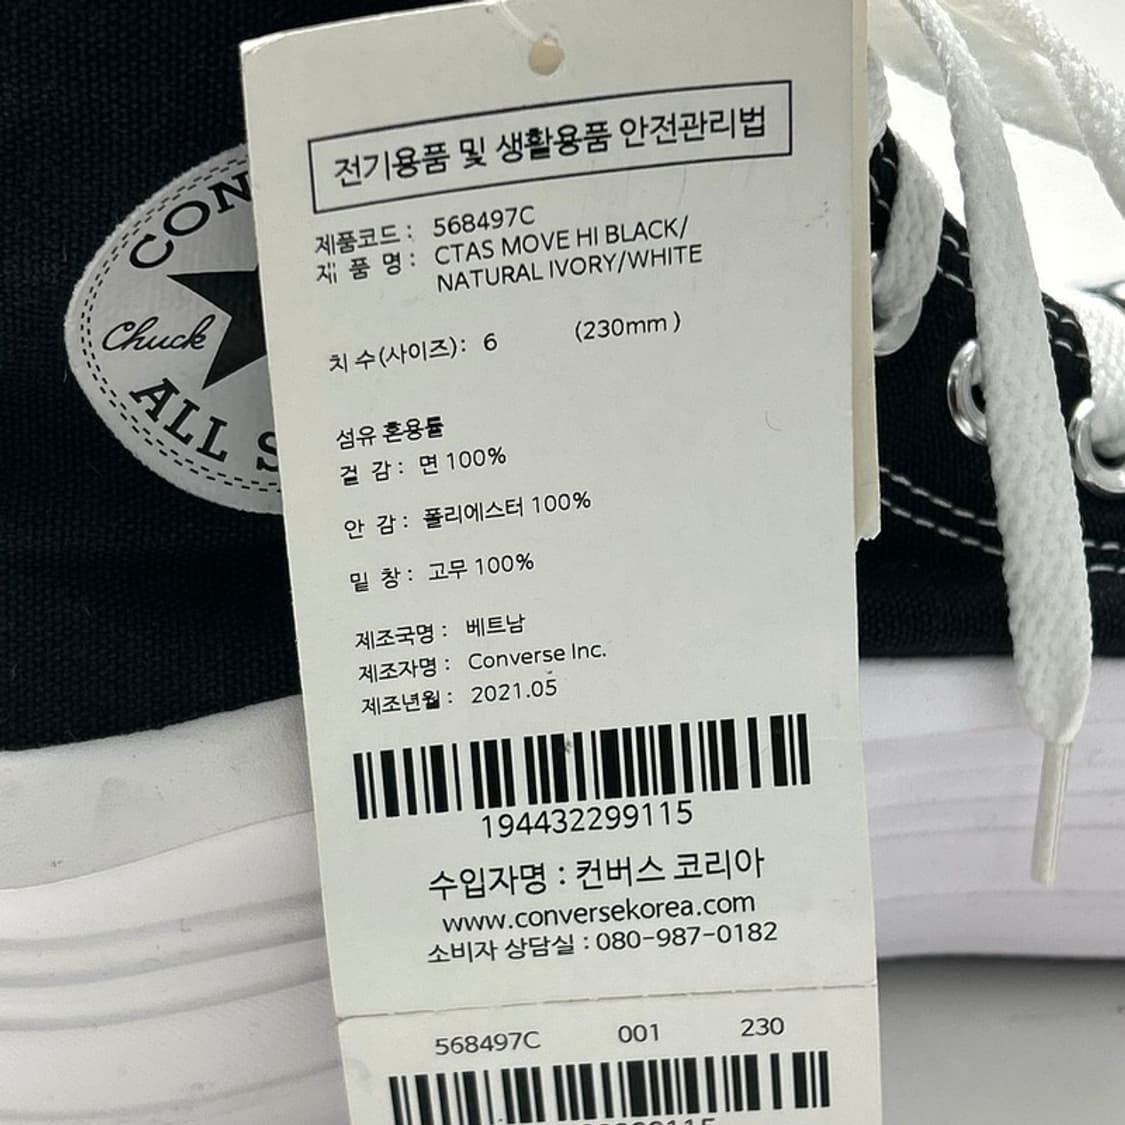 CON
Chuck
ALL S
전기용품 및 생활용품 안전관리법
제품코드 : 568497C
제 품 명 : CTAS MOVE HI BLACK/
NATURAL IVORY/WHITE
치 수(사이즈) : 6 (230mm )
섬유 혼용률
겉 감 : 면 100%
안 감 : 폴리에스터 100%
밑 창 : 고무 100%
제조국명 : 베트남
제조자명 : Converse Inc.
제조년월 : 2021.05
194432299115
수입자명 : 컨버스 코리아
www.conversekorea.com
소비자 상담실 : 080-987-0182
568497C 001 230